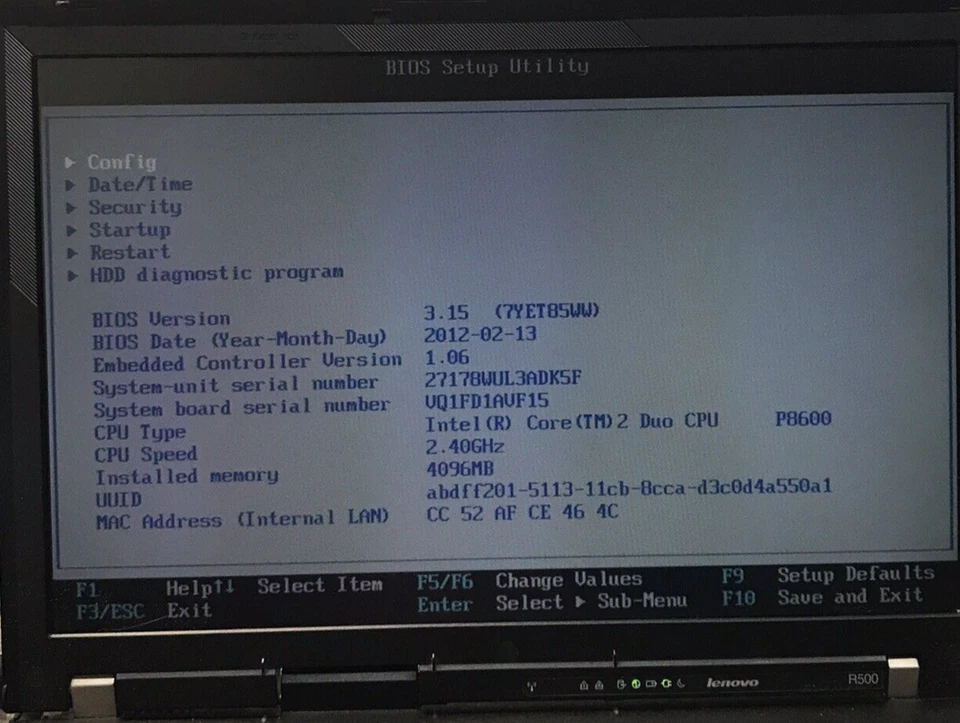 BIOS Setup Utility
Config
Date/Time
Security
Startup
Restart
HDD diagnostic program
BIOS Version 3.15 (7YET85WW)
BIOS Date (Year-Month-Day) 2012-02-13
Embedded Controller Version 1.06
System-unit serial number 27178WUL3ADK5F
System board serial number VQ1FD1AVF15
CPU Type Intel(R) Core(TM)2 Duo CPU P8600
CPU Speed 2.40GHz
Installed memory 4096MB
UUID abdff201-5113-11cb-8cca-d3c0d4a550a1
MAC Address (Internal LAN) CC 52 AF CE 46 4C
F1 Help ↑↓ Select Item F5/F6 Change Values F9 Setup Defaults
F3/ESC Exit Enter Select ▶ Sub-Menu F10 Save and Exit
lenovo R500